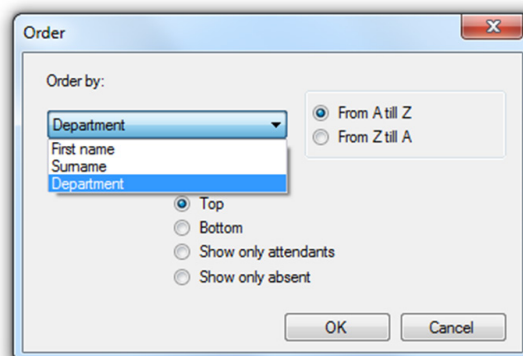 Order
Order by:
Department
From A till Z
From Z till A
First name
Surname
Department
Top
Bottom
Show only attendants
Show only absent
OK
Cancel